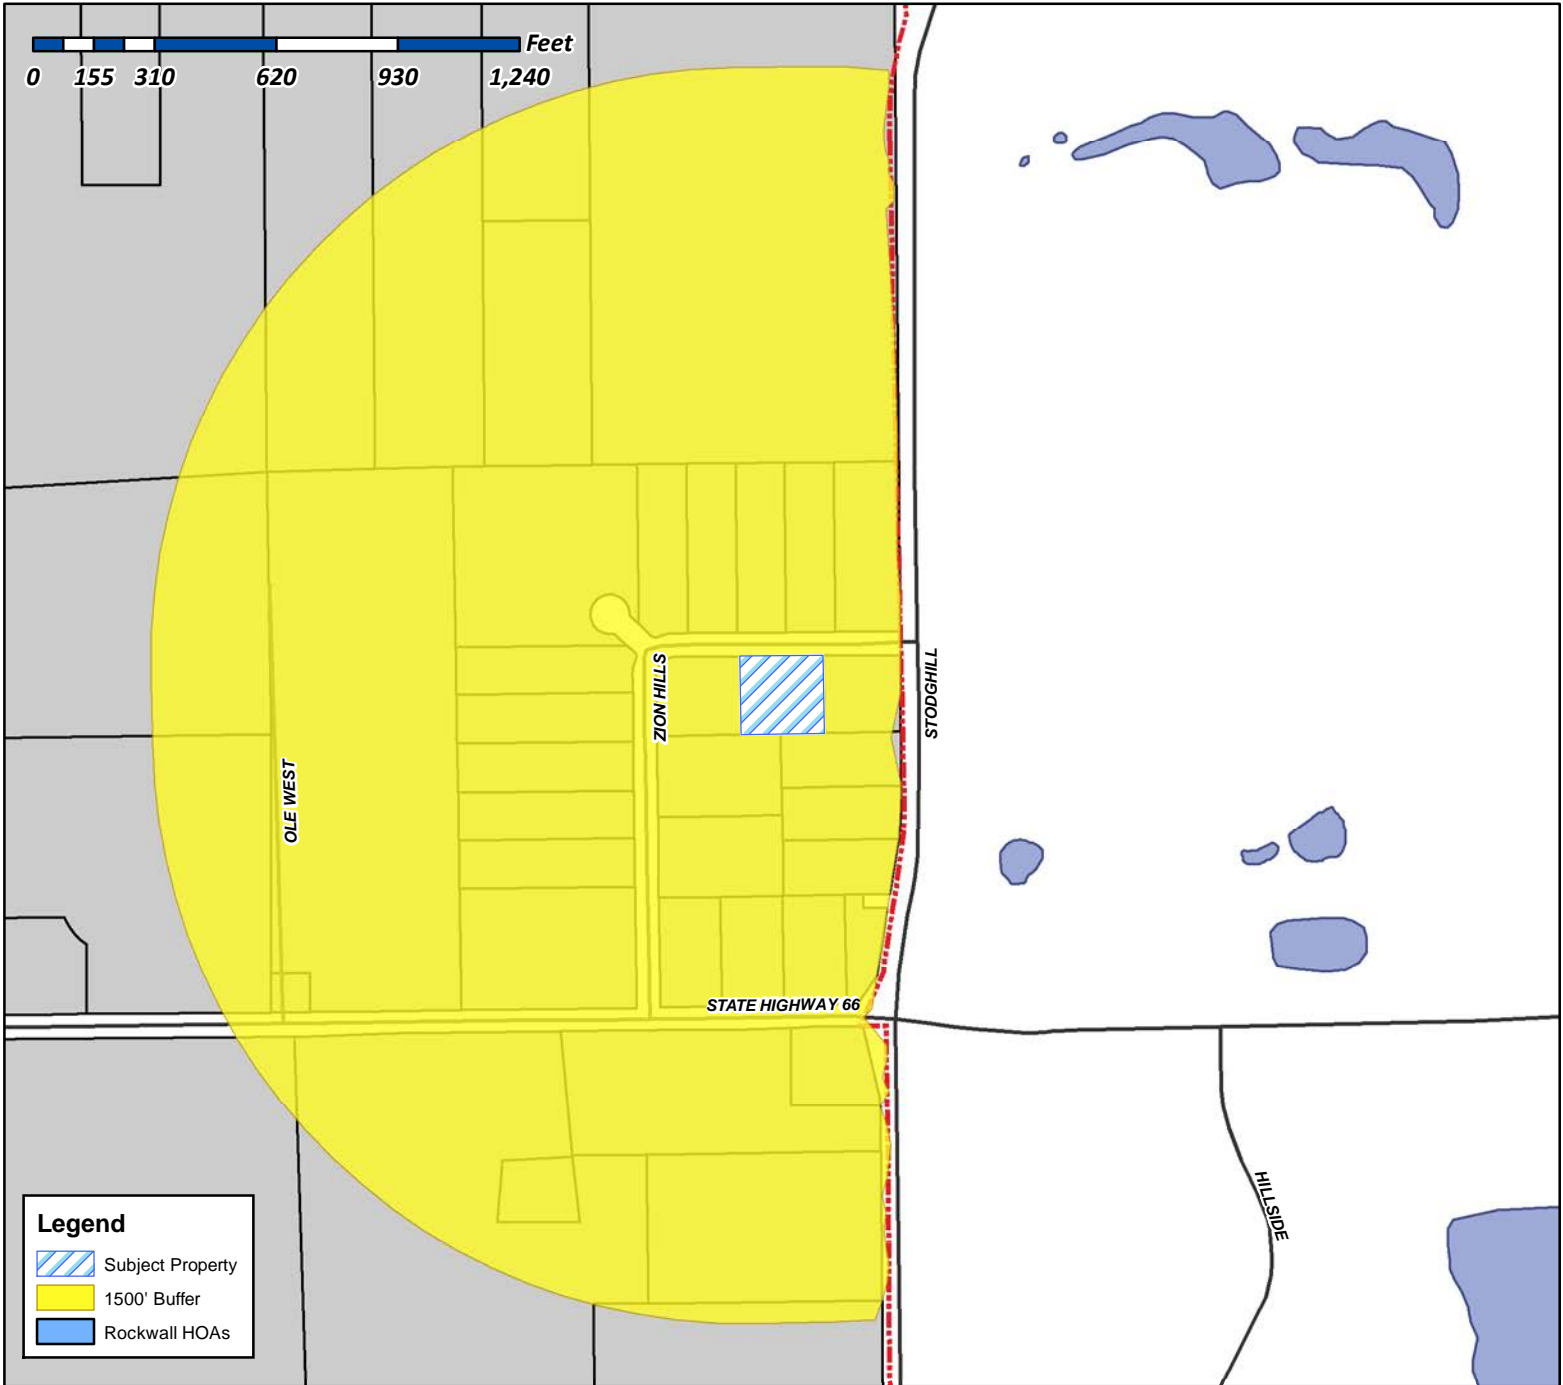 Feet
0 155 310 620 930 1,240
ZION HILLS
STODGHILL
OLE WEST
STATE HIGHWAY 66
HILLSIDE
Legend
Subject Property
1500' Buffer
Rockwall HOAs